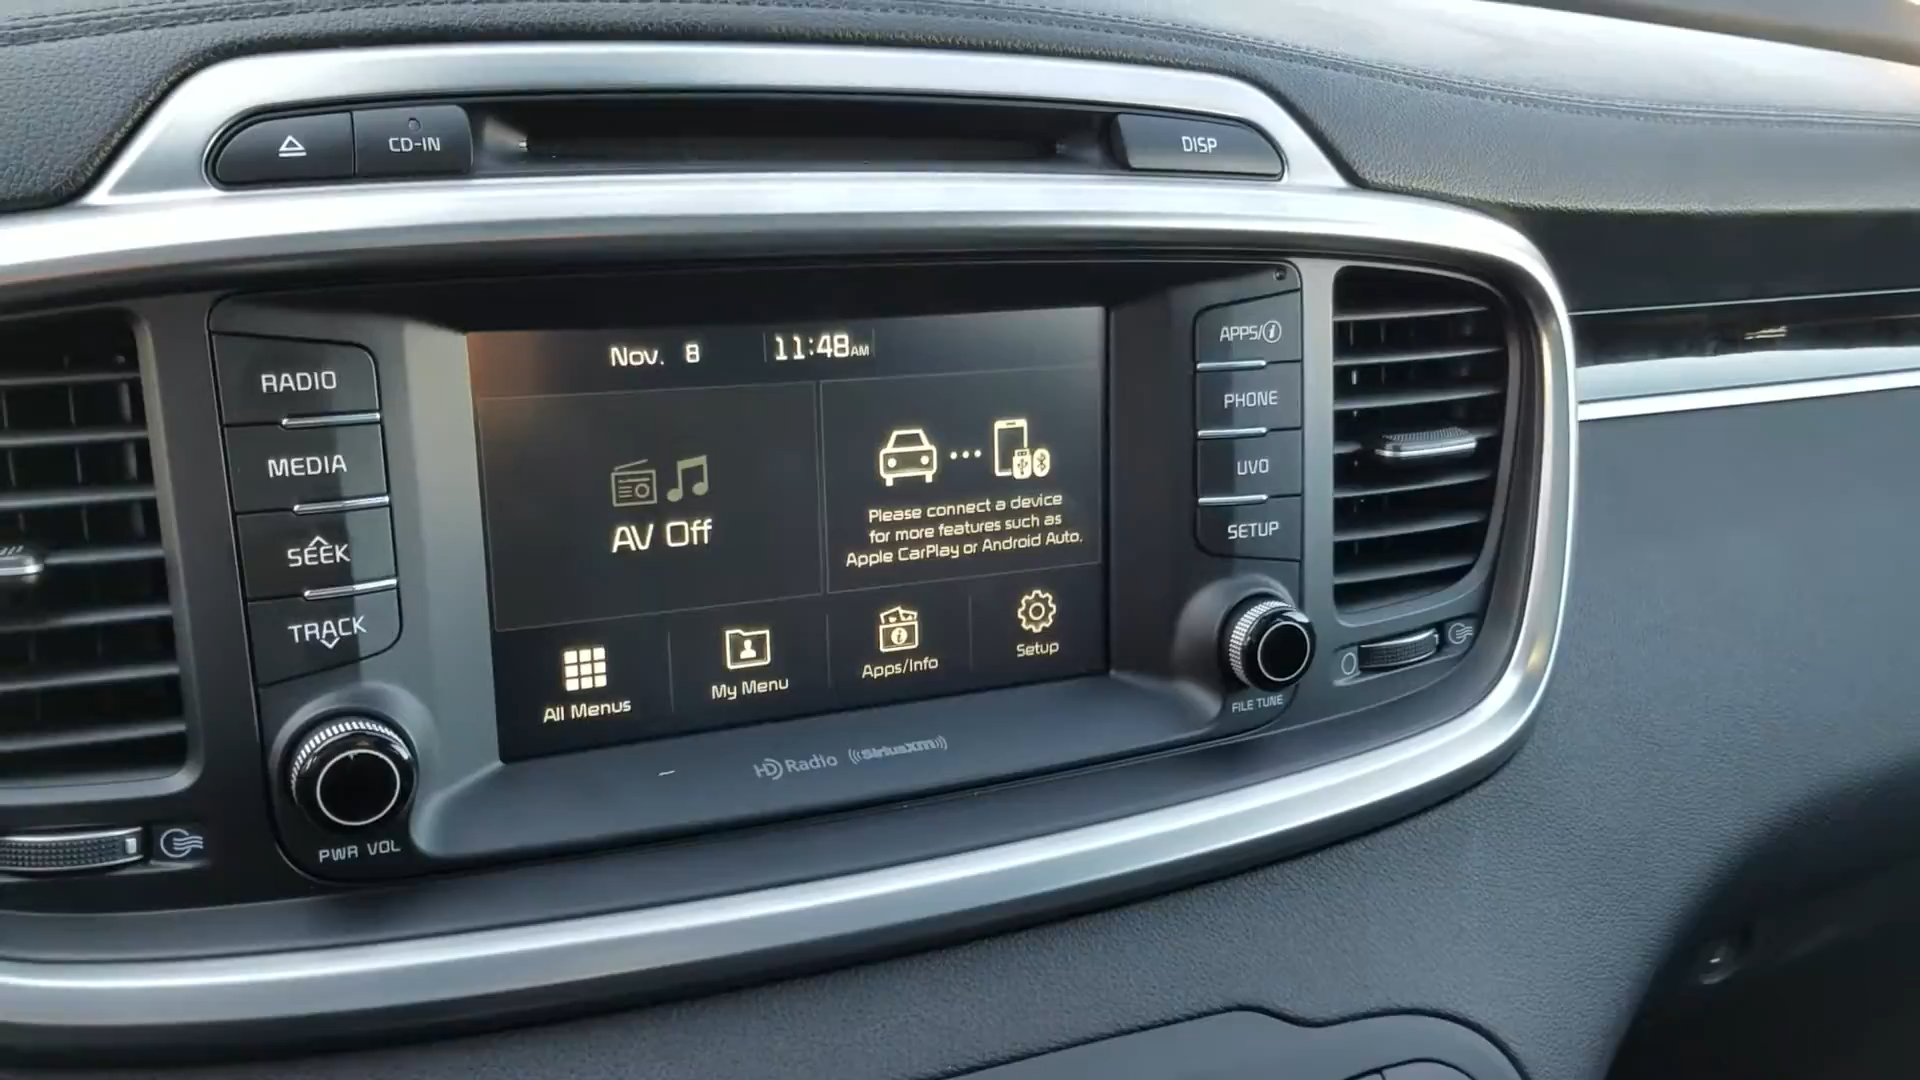 CD-IN
DISP
RADIO
MEDIA
SEEK
TRACK
PWR VOL
Nov. 8 11:48AM
AV Off
Please connect a device
for more features such as
Apple CarPlay or Android Auto.
All Menus
My Menu
Apps/Info
Setup
HD Radio ((SiriusXM))
APPS/i
PHONE
UVO
SETUP
FILE TUNE